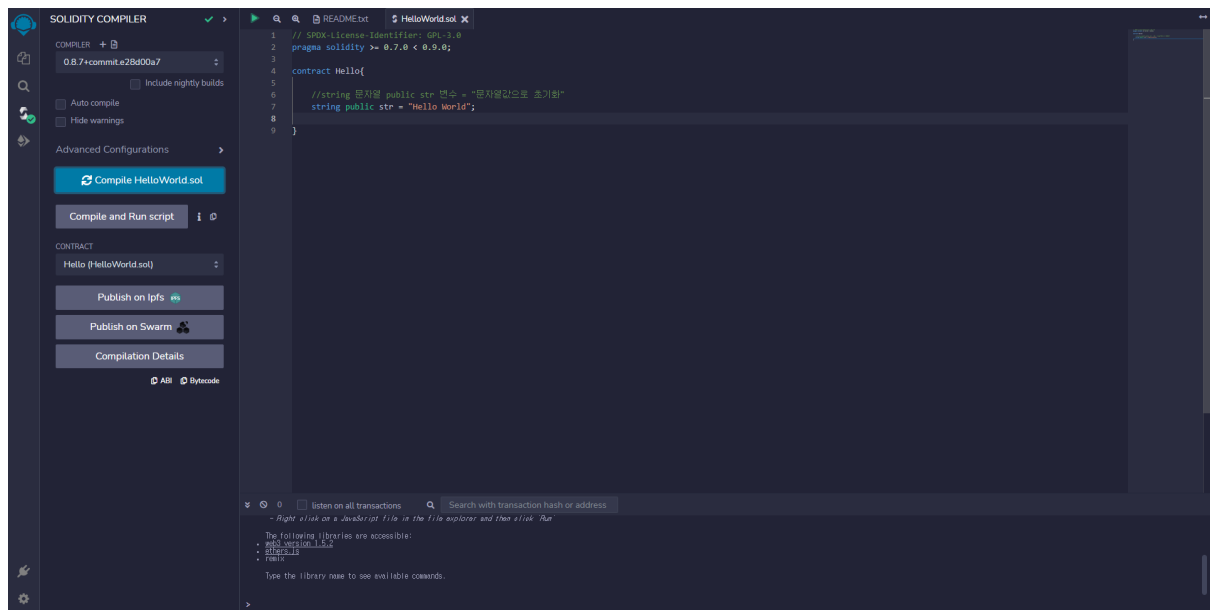 SOLIDITY COMPILER
COMPILER
0.8.7+commit.e28d00a7
Include nightly builds
Auto compile
Hide warnings
Advanced Configurations
Compile HelloWorld.sol
Compile and Run script
CONTRACT
Hello (HelloWorld.sol)
Publish on Ipfs
Publish on Swarm
Compilation Details
ABI Bytecode
README.txt HelloWorld.sol
1 // SPDX-License-Identifier: GPL-3.0
2 pragma solidity >= 0.7.0 < 0.9.0;
3
4 contract Hello{
5
6 //string 문자열 public str 변수 = "문자열값으로 초기화"
7 string public str = "Hello World";
8
9 }
0 listen on all transactions Search with transaction hash or address
- Right click on a JavaScript file in the file explorer and then click `Run`
The following libraries are accessible:
web3 version 1.5.2
ethers.js
remix
Type the library name to see available commands.
>